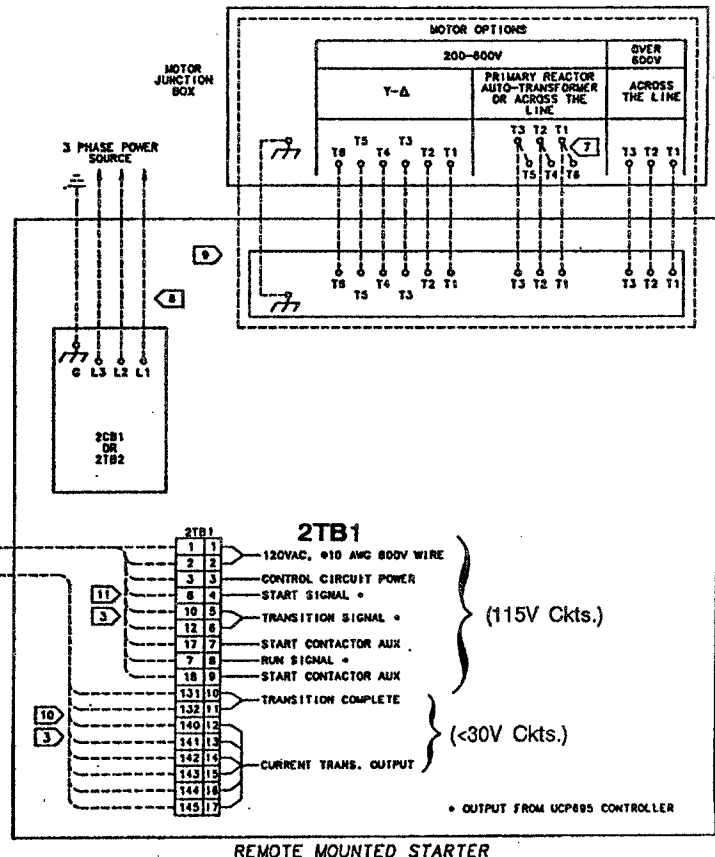 MOTOR OPTIONS
200-600V
OVER 600V
MOTOR JUNCTION BOX
Y-Δ
PRIMARY REACTOR AUTO-TRANSFORMER OR ACROSS THE LINE
ACROSS THE LINE
3 PHASE POWER SOURCE
T6 T5 T4 T3 T2 T1
T3 T2 T1
7
T5 T4 T6
T3 T2 T1
9
T6 T5 T4 T3 T2 T1
T3 T2 T1
T3 T2 T1
8
G L3 L2 L1
2CB1
OR
2TB2
2TB1
2TB1
1 1
2 2
120VAC, #10 AWG 600V WIRE
3 3 CONTROL CIRCUIT POWER
11
6 4 START SIGNAL *
3
10 5
12 6
TRANSITION SIGNAL *
(115V Ckts.)
17 7 START CONTACTOR AUX
7 8 RUN SIGNAL *
18 9 START CONTACTOR AUX
131 10
132 11
TRANSITION COMPLETE
10
140 12
3
141 13
(<30V Ckts.)
142 14
143 15
CURRENT TRANS. OUTPUT
144 16
145 17
* OUTPUT FROM UCP695 CONTROLLER
REMOTE MOUNTED STARTER